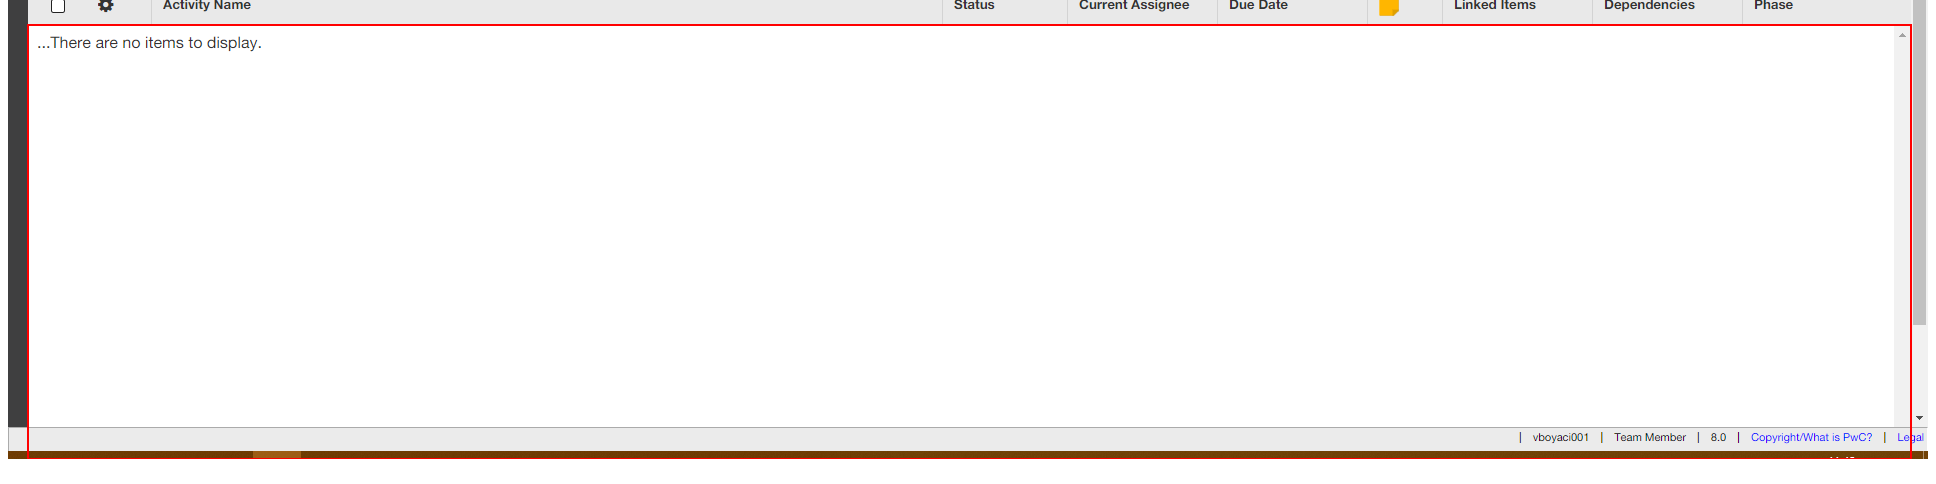 Activity Name Status Current Assignee Due Date Linked Items Dependencies Phase
...There are no items to display.
| vboyaci001 | Team Member | 8.0 | Copyright/What is PwC? | Legal